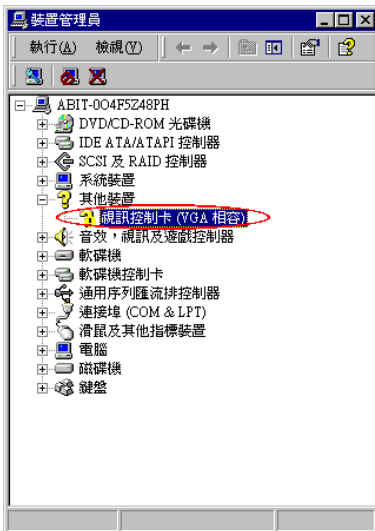 裝置管理員
執行(A) 檢視(V)
ABIT-0O4F5Z48PH
DVD/CD-ROM 光碟機
IDE ATA/ATAPI 控制器
SCSI 及 RAID 控制器
系統裝置
其他裝置
視訊控制卡 (VGA 相容)
音效，視訊及遊戲控制器
軟碟機
軟碟機控制卡
通用序列匯流排控制器
連接埠 (COM & LPT)
滑鼠及其他指標裝置
電腦
磁碟機
鍵盤